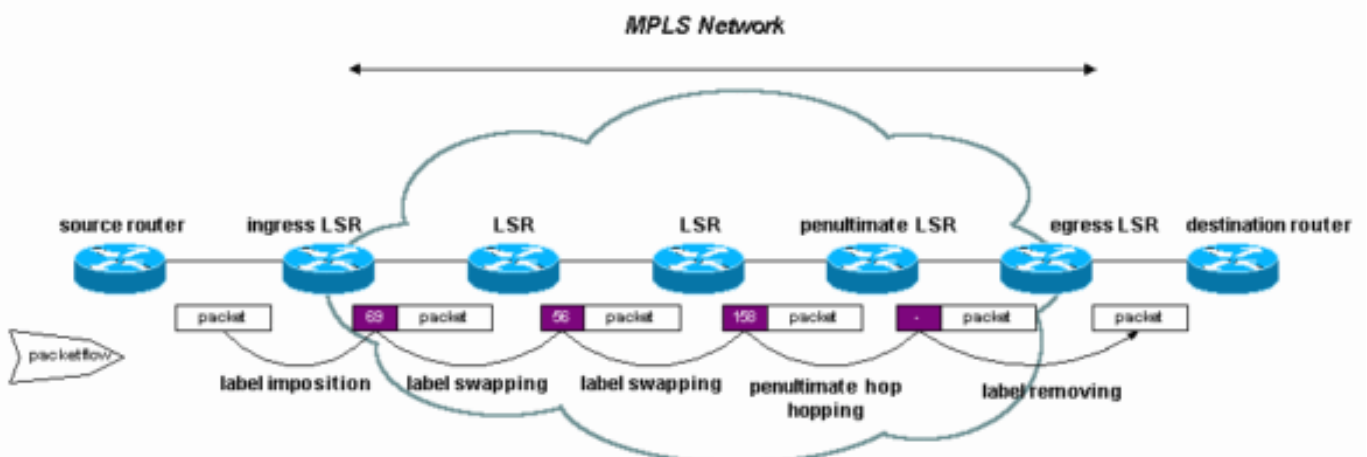 MPLS Network
source router
ingress LSR
LSR
LSR
penultimate LSR
egress LSR
destination router
packet
69 packet
56 packet
158 packet
- packet
packet
packetflow
label imposition
label swapping
label swapping
penultimate hop
hopping
label removing